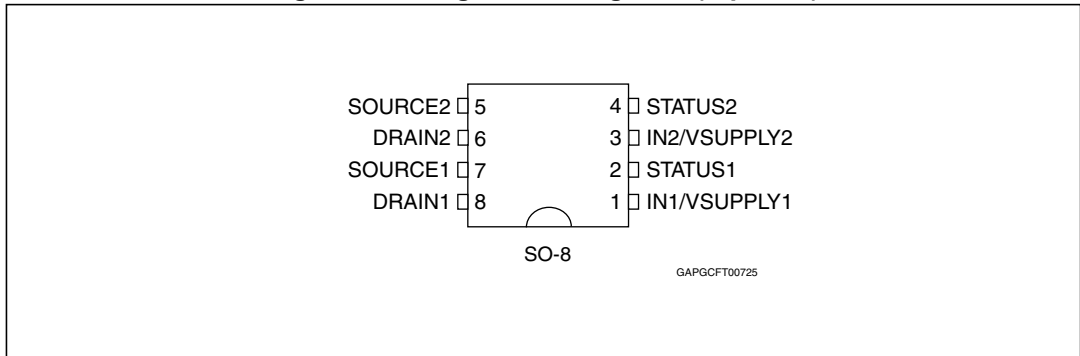 SOURCE2 5 4 STATUS2
DRAIN2 6 3 IN2/VSUPPLY2
SOURCE1 7 2 STATUS1
DRAIN1 8 1 IN1/VSUPPLY1
SO-8
GAPGCFT00725